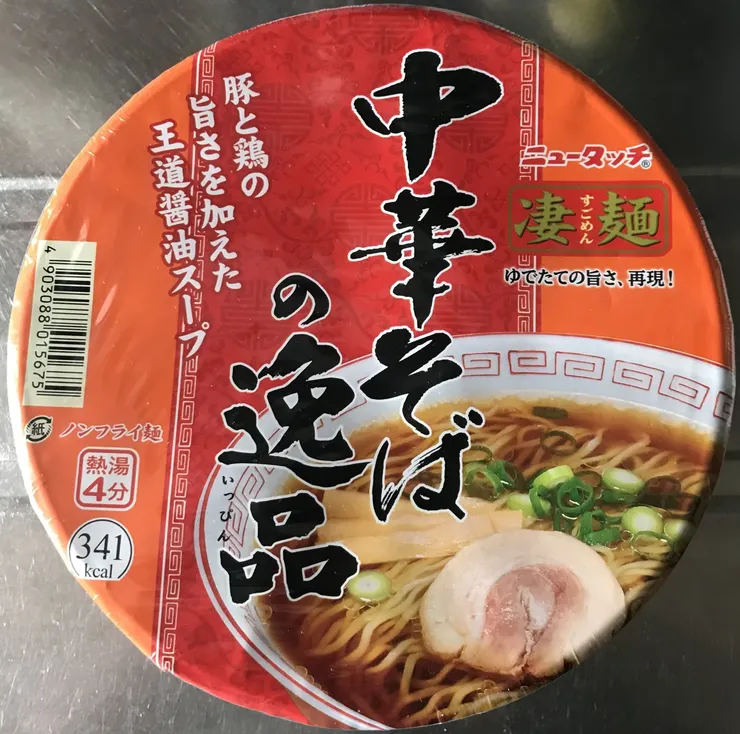 中華そば
の逸品
いっぴん
豚と鶏の
旨さを加えた
王道醤油スープ
ニュータッチ®
凄麺
すごめん
ゆでたての旨さ、再現!
4903088015675
紙
ノンフライ麺
熱湯
4分
341
kcal